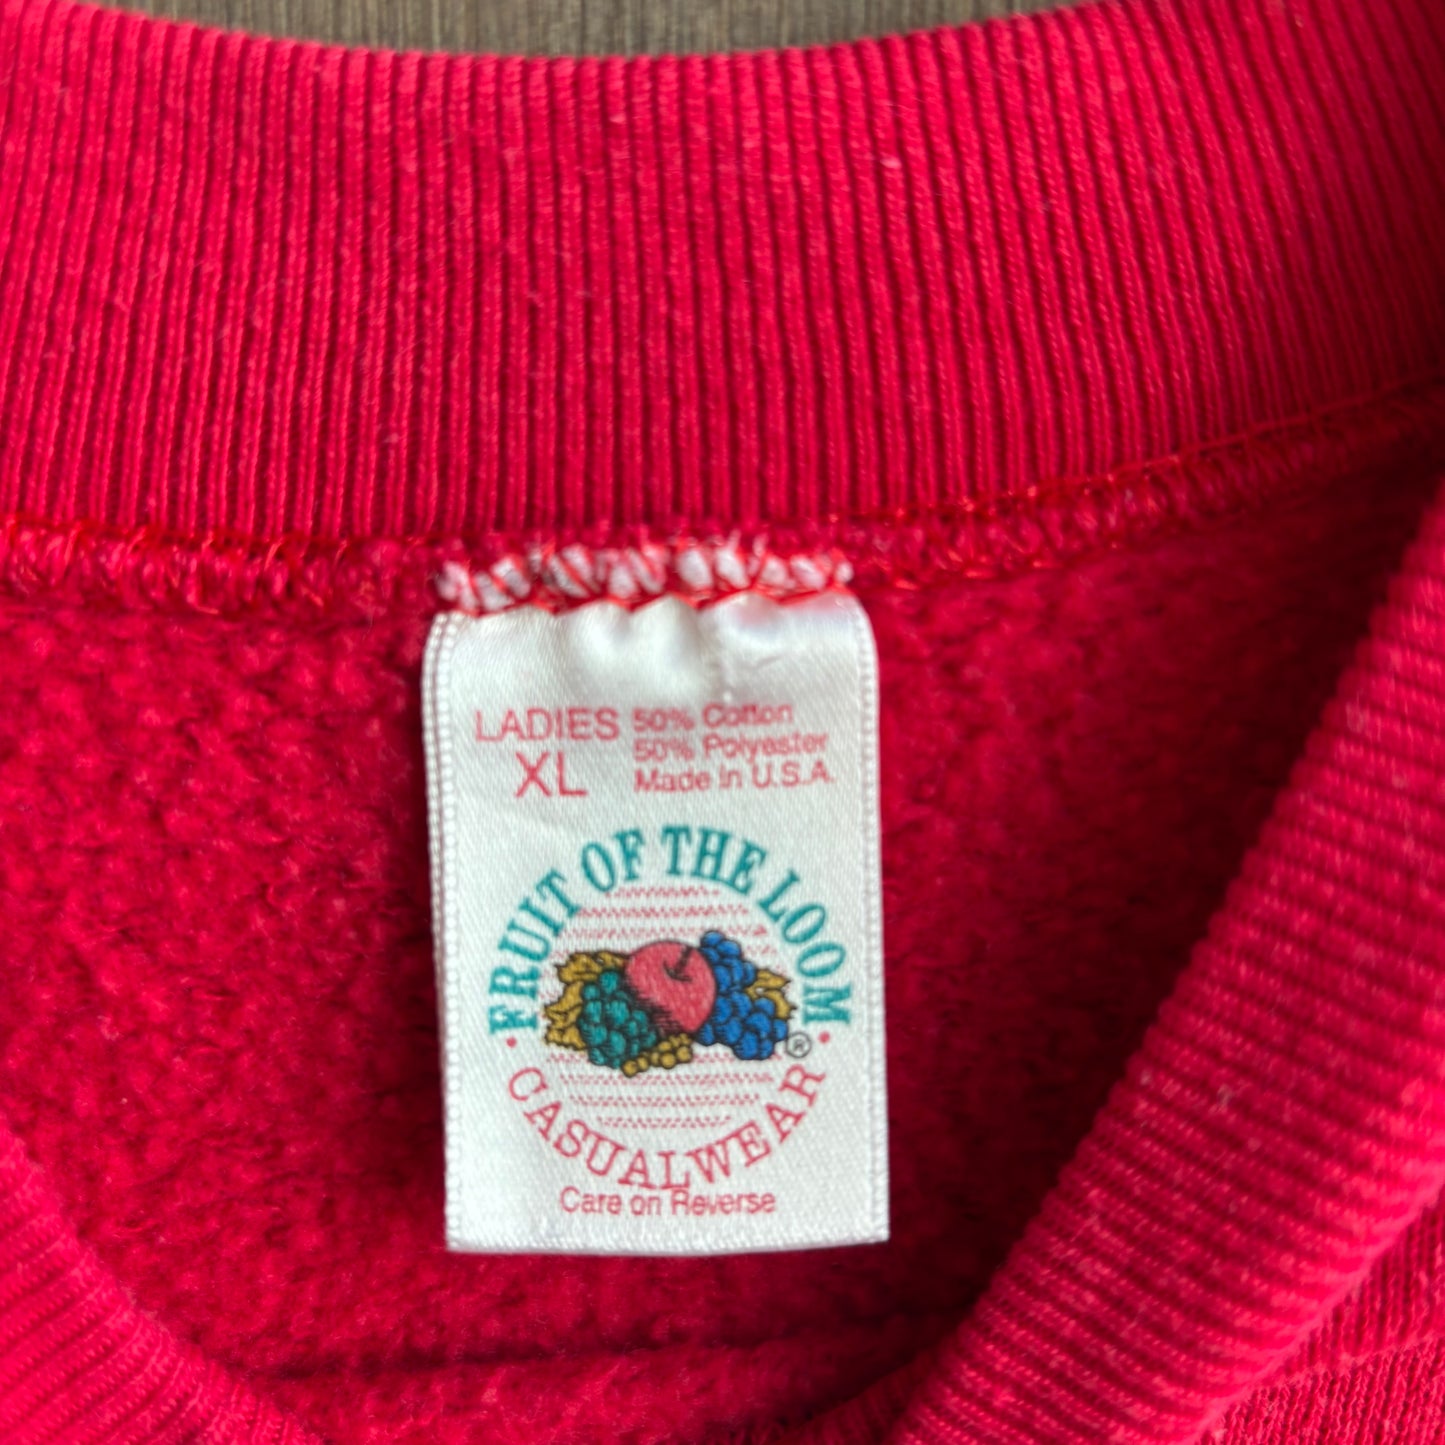 LADIES
XL
50% Cotton
50% Polyester
Made in U.S.A.
FRUIT OF THE LOOM
®
CASUALWEAR
Care on Reverse